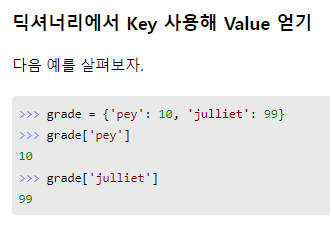 딕셔너리에서 Key 사용해 Value 얻기
다음 예를 살펴보자.
>>> grade = {'pey': 10, 'julliet': 99}
>>> grade['pey']
10
>>> grade['julliet']
99